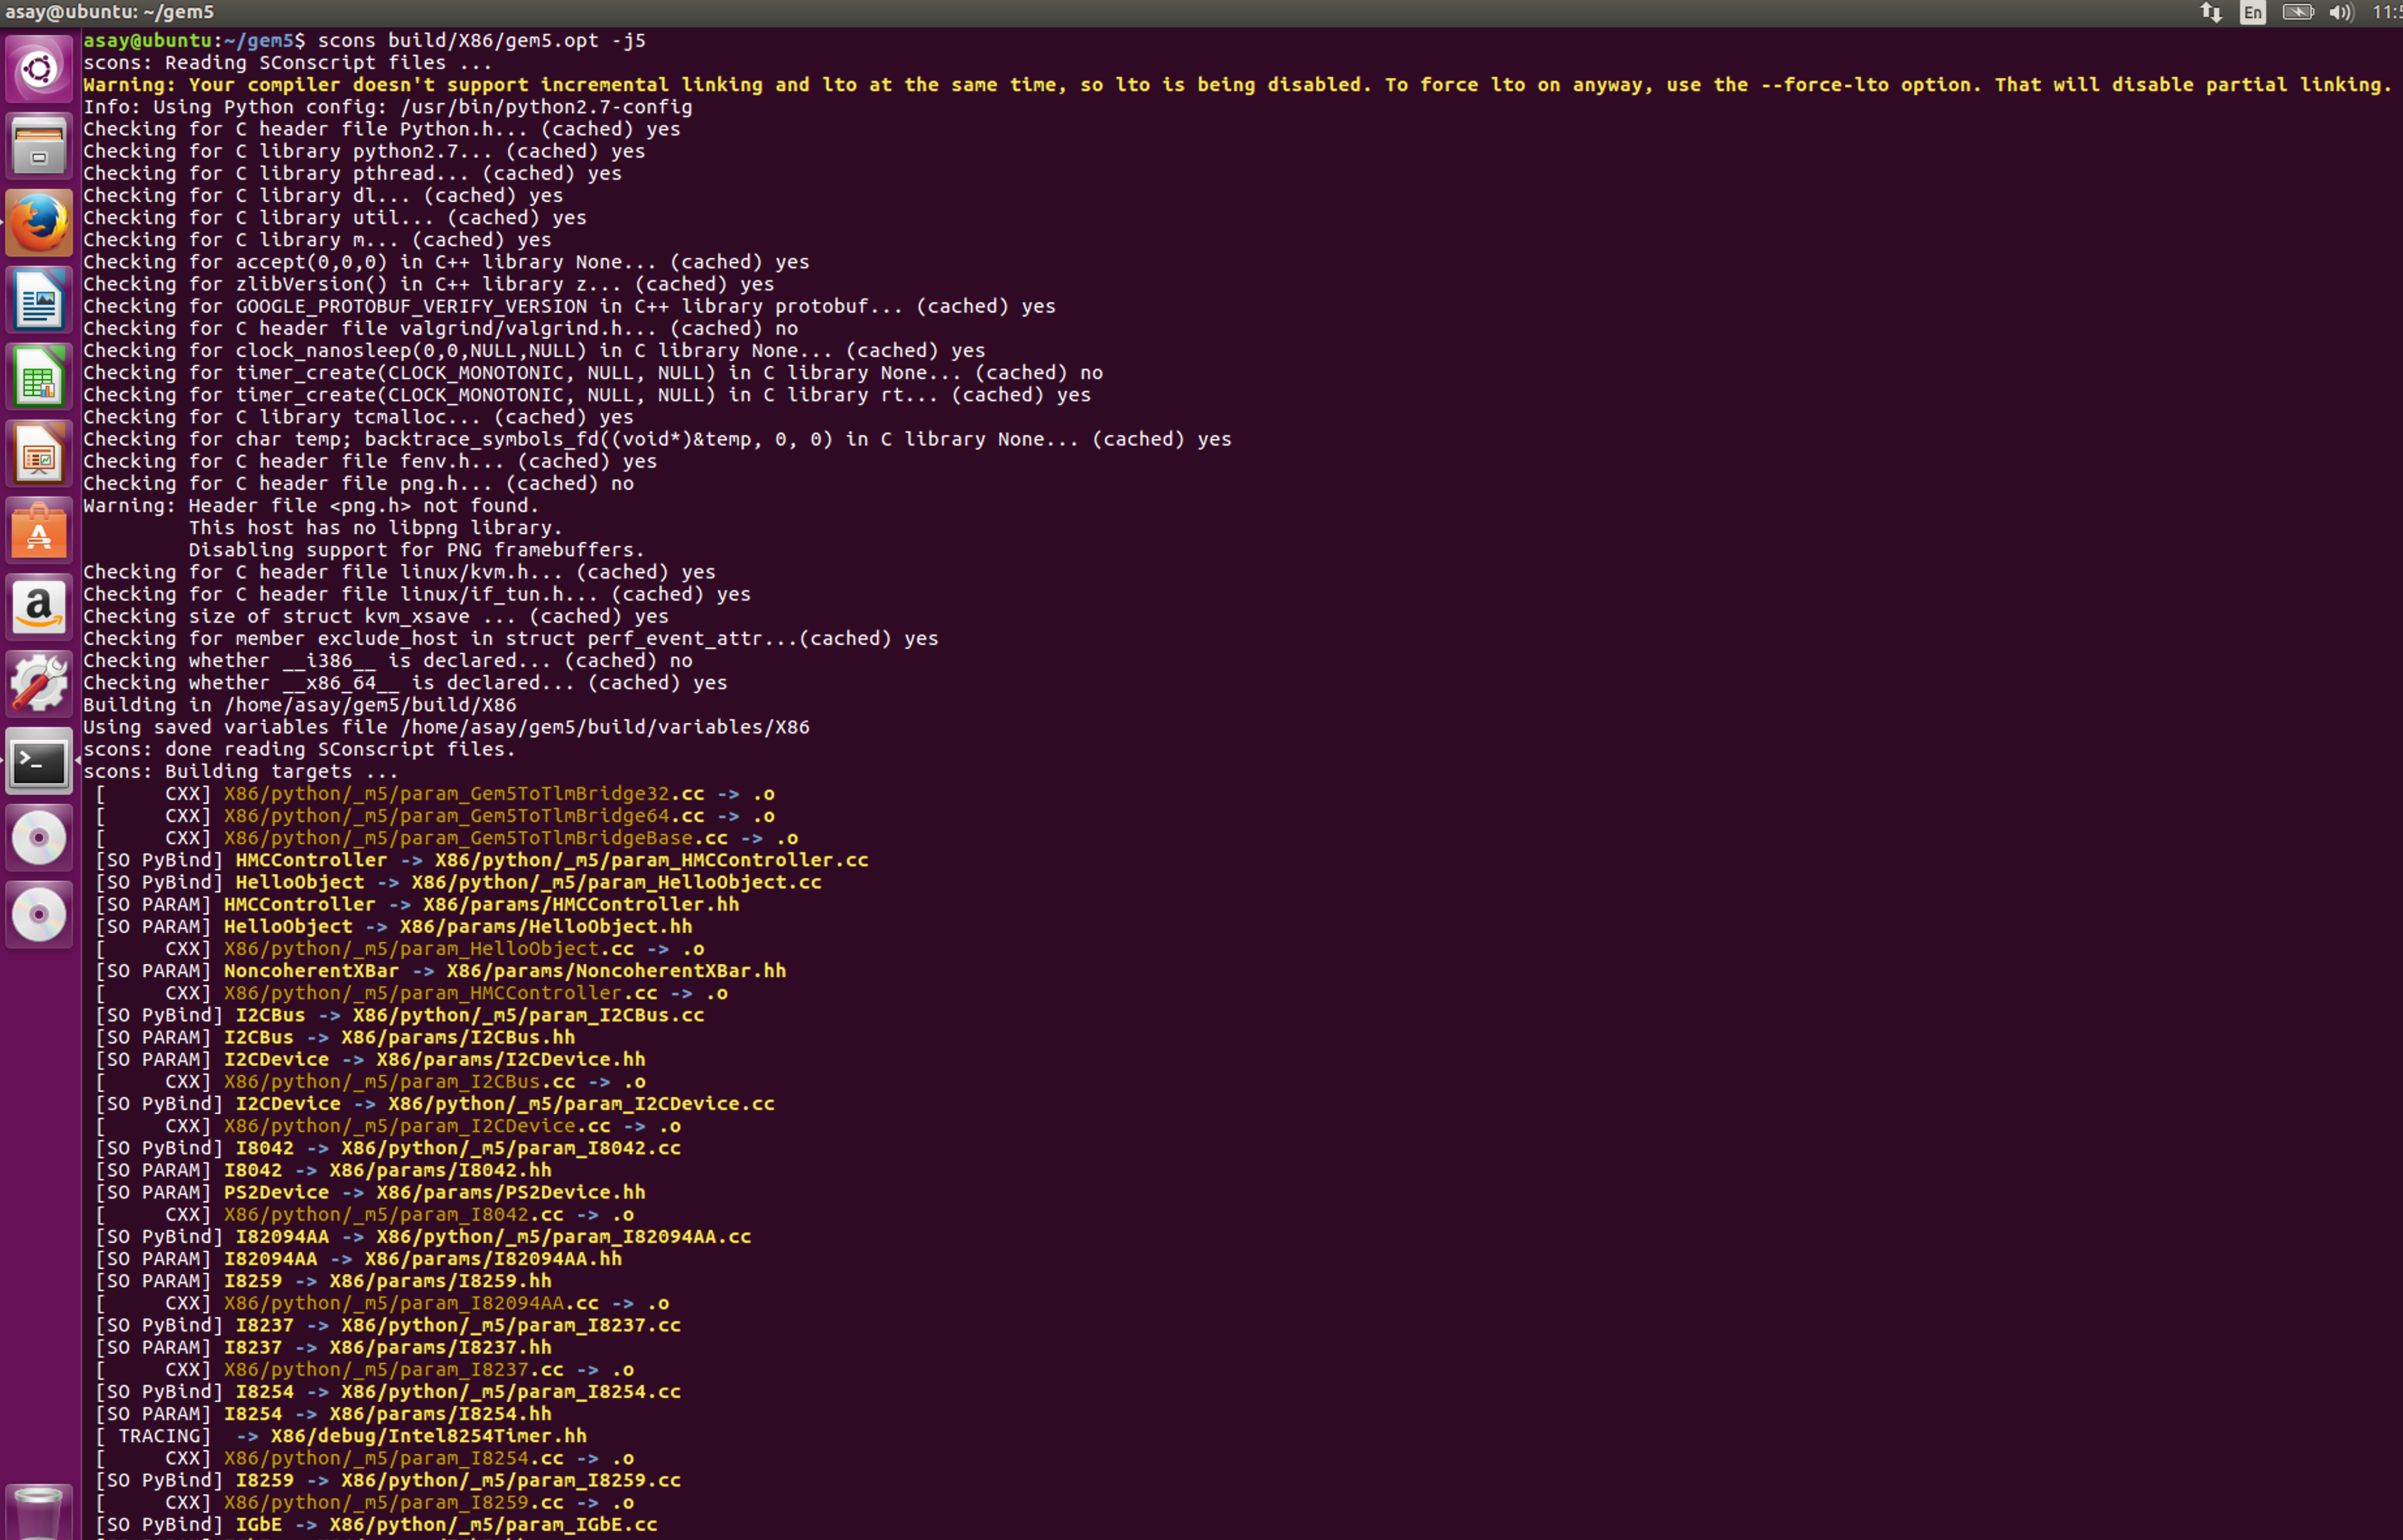 asay@ubuntu: ~/gem5
En
11:5
asay@ubuntu:~/gem5$ scons build/X86/gem5.opt -j5
scons: Reading SConscript files ...
Warning: Your compiler doesn't support incremental linking and lto at the same time, so lto is being disabled. To force lto on anyway, use the --force-lto option. That will disable partial linking.
Info: Using Python config: /usr/bin/python2.7-config
Checking for C header file Python.h... (cached) yes
Checking for C library python2.7... (cached) yes
Checking for C library pthread... (cached) yes
Checking for C library dl... (cached) yes
Checking for C library util... (cached) yes
Checking for C library m... (cached) yes
Checking for accept(0,0,0) in C++ library None... (cached) yes
Checking for zlibVersion() in C++ library z... (cached) yes
Checking for GOOGLE_PROTOBUF_VERIFY_VERSION in C++ library protobuf... (cached) yes
Checking for C header file valgrind/valgrind.h... (cached) no
Checking for clock_nanosleep(0,0,NULL,NULL) in C library None... (cached) yes
Checking for timer_create(CLOCK_MONOTONIC, NULL, NULL) in C library None... (cached) no
Checking for timer_create(CLOCK_MONOTONIC, NULL, NULL) in C library rt... (cached) yes
Checking for C library tcmalloc... (cached) yes
Checking for char temp; backtrace_symbols_fd((void*)&temp, 0, 0) in C library None... (cached) yes
Checking for C header file fenv.h... (cached) yes
Checking for C header file png.h... (cached) no
Warning: Header file <png.h> not found.
This host has no libpng library.
Disabling support for PNG framebuffers.
Checking for C header file linux/kvm.h... (cached) yes
Checking for C header file linux/if_tun.h... (cached) yes
Checking size of struct kvm_xsave ... (cached) yes
Checking for member exclude_host in struct perf_event_attr...(cached) yes
Checking whether __i386__ is declared... (cached) no
Checking whether __x86_64__ is declared... (cached) yes
Building in /home/asay/gem5/build/X86
Using saved variables file /home/asay/gem5/build/variables/X86
scons: done reading SConscript files.
scons: Building targets ...
[     CXX] X86/python/_m5/param_Gem5ToTlmBridge32.cc -> .o
[     CXX] X86/python/_m5/param_Gem5ToTlmBridge64.cc -> .o
[     CXX] X86/python/_m5/param_Gem5ToTlmBridgeBase.cc -> .o
[SO PyBind] HMCController -> X86/python/_m5/param_HMCController.cc
[SO PyBind] HelloObject -> X86/python/_m5/param_HelloObject.cc
[SO PARAM] HMCController -> X86/params/HMCController.hh
[SO PARAM] HelloObject -> X86/params/HelloObject.hh
[     CXX] X86/python/_m5/param_HelloObject.cc -> .o
[SO PARAM] NoncoherentXBar -> X86/params/NoncoherentXBar.hh
[     CXX] X86/python/_m5/param_HMCController.cc -> .o
[SO PyBind] I2CBus -> X86/python/_m5/param_I2CBus.cc
[SO PARAM] I2CBus -> X86/params/I2CBus.hh
[SO PARAM] I2CDevice -> X86/params/I2CDevice.hh
[     CXX] X86/python/_m5/param_I2CBus.cc -> .o
[SO PyBind] I2CDevice -> X86/python/_m5/param_I2CDevice.cc
[     CXX] X86/python/_m5/param_I2CDevice.cc -> .o
[SO PyBind] I8042 -> X86/python/_m5/param_I8042.cc
[SO PARAM] I8042 -> X86/params/I8042.hh
[SO PARAM] PS2Device -> X86/params/PS2Device.hh
[     CXX] X86/python/_m5/param_I8042.cc -> .o
[SO PyBind] I82094AA -> X86/python/_m5/param_I82094AA.cc
[SO PARAM] I82094AA -> X86/params/I82094AA.hh
[SO PARAM] I8259 -> X86/params/I8259.hh
[     CXX] X86/python/_m5/param_I82094AA.cc -> .o
[SO PyBind] I8237 -> X86/python/_m5/param_I8237.cc
[SO PARAM] I8237 -> X86/params/I8237.hh
[     CXX] X86/python/_m5/param_I8237.cc -> .o
[SO PyBind] I8254 -> X86/python/_m5/param_I8254.cc
[SO PARAM] I8254 -> X86/params/I8254.hh
[ TRACING]  -> X86/debug/Intel8254Timer.hh
[     CXX] X86/python/_m5/param_I8254.cc -> .o
[SO PyBind] I8259 -> X86/python/_m5/param_I8259.cc
[     CXX] X86/python/_m5/param_I8259.cc -> .o
[SO PyBind] IGbE -> X86/python/_m5/param_IGbE.cc